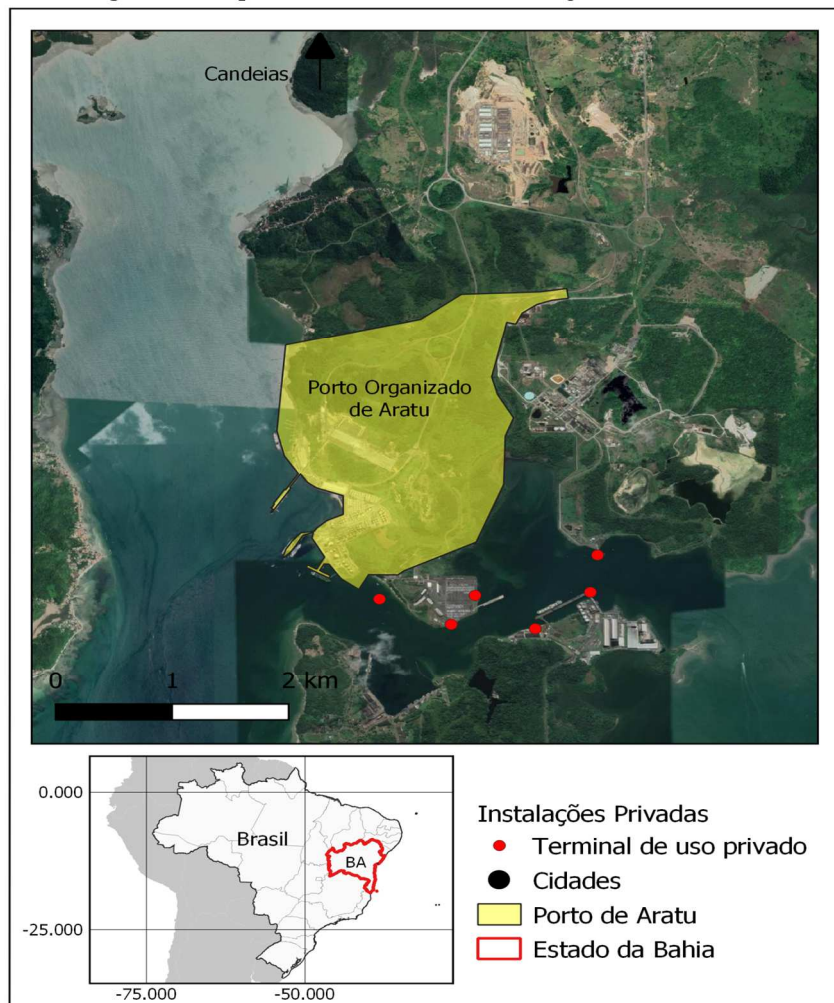 Candeias
Porto Organizado
de Aratu
0
1
2 km
0.000
-25.000
-75.000
-50.000
Brasil
BA
Instalações Privadas
Terminal de uso privado
Cidades
Porto de Aratu
Estado da Bahia